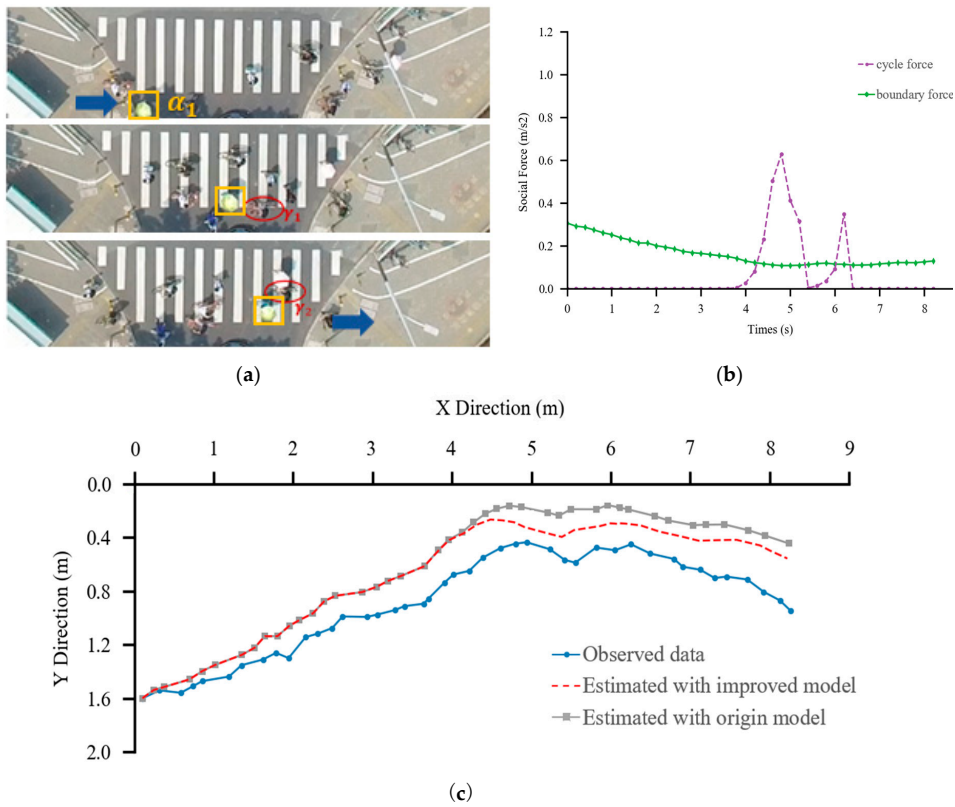 α1
γ1
γ2
(a)
1.2
1.0
0.8
0.6
0.4
0.2
0.0
Social Force (m/s2)
cycle force
boundary force
0 1 2 3 4 5 6 7 8
Times (s)
(b)
X Direction (m)
0 1 2 3 4 5 6 7 8 9
0.0
0.4
0.8
1.2
1.6
2.0
Y Direction (m)
Observed data
Estimated with improved model
Estimated with origin model
(c)